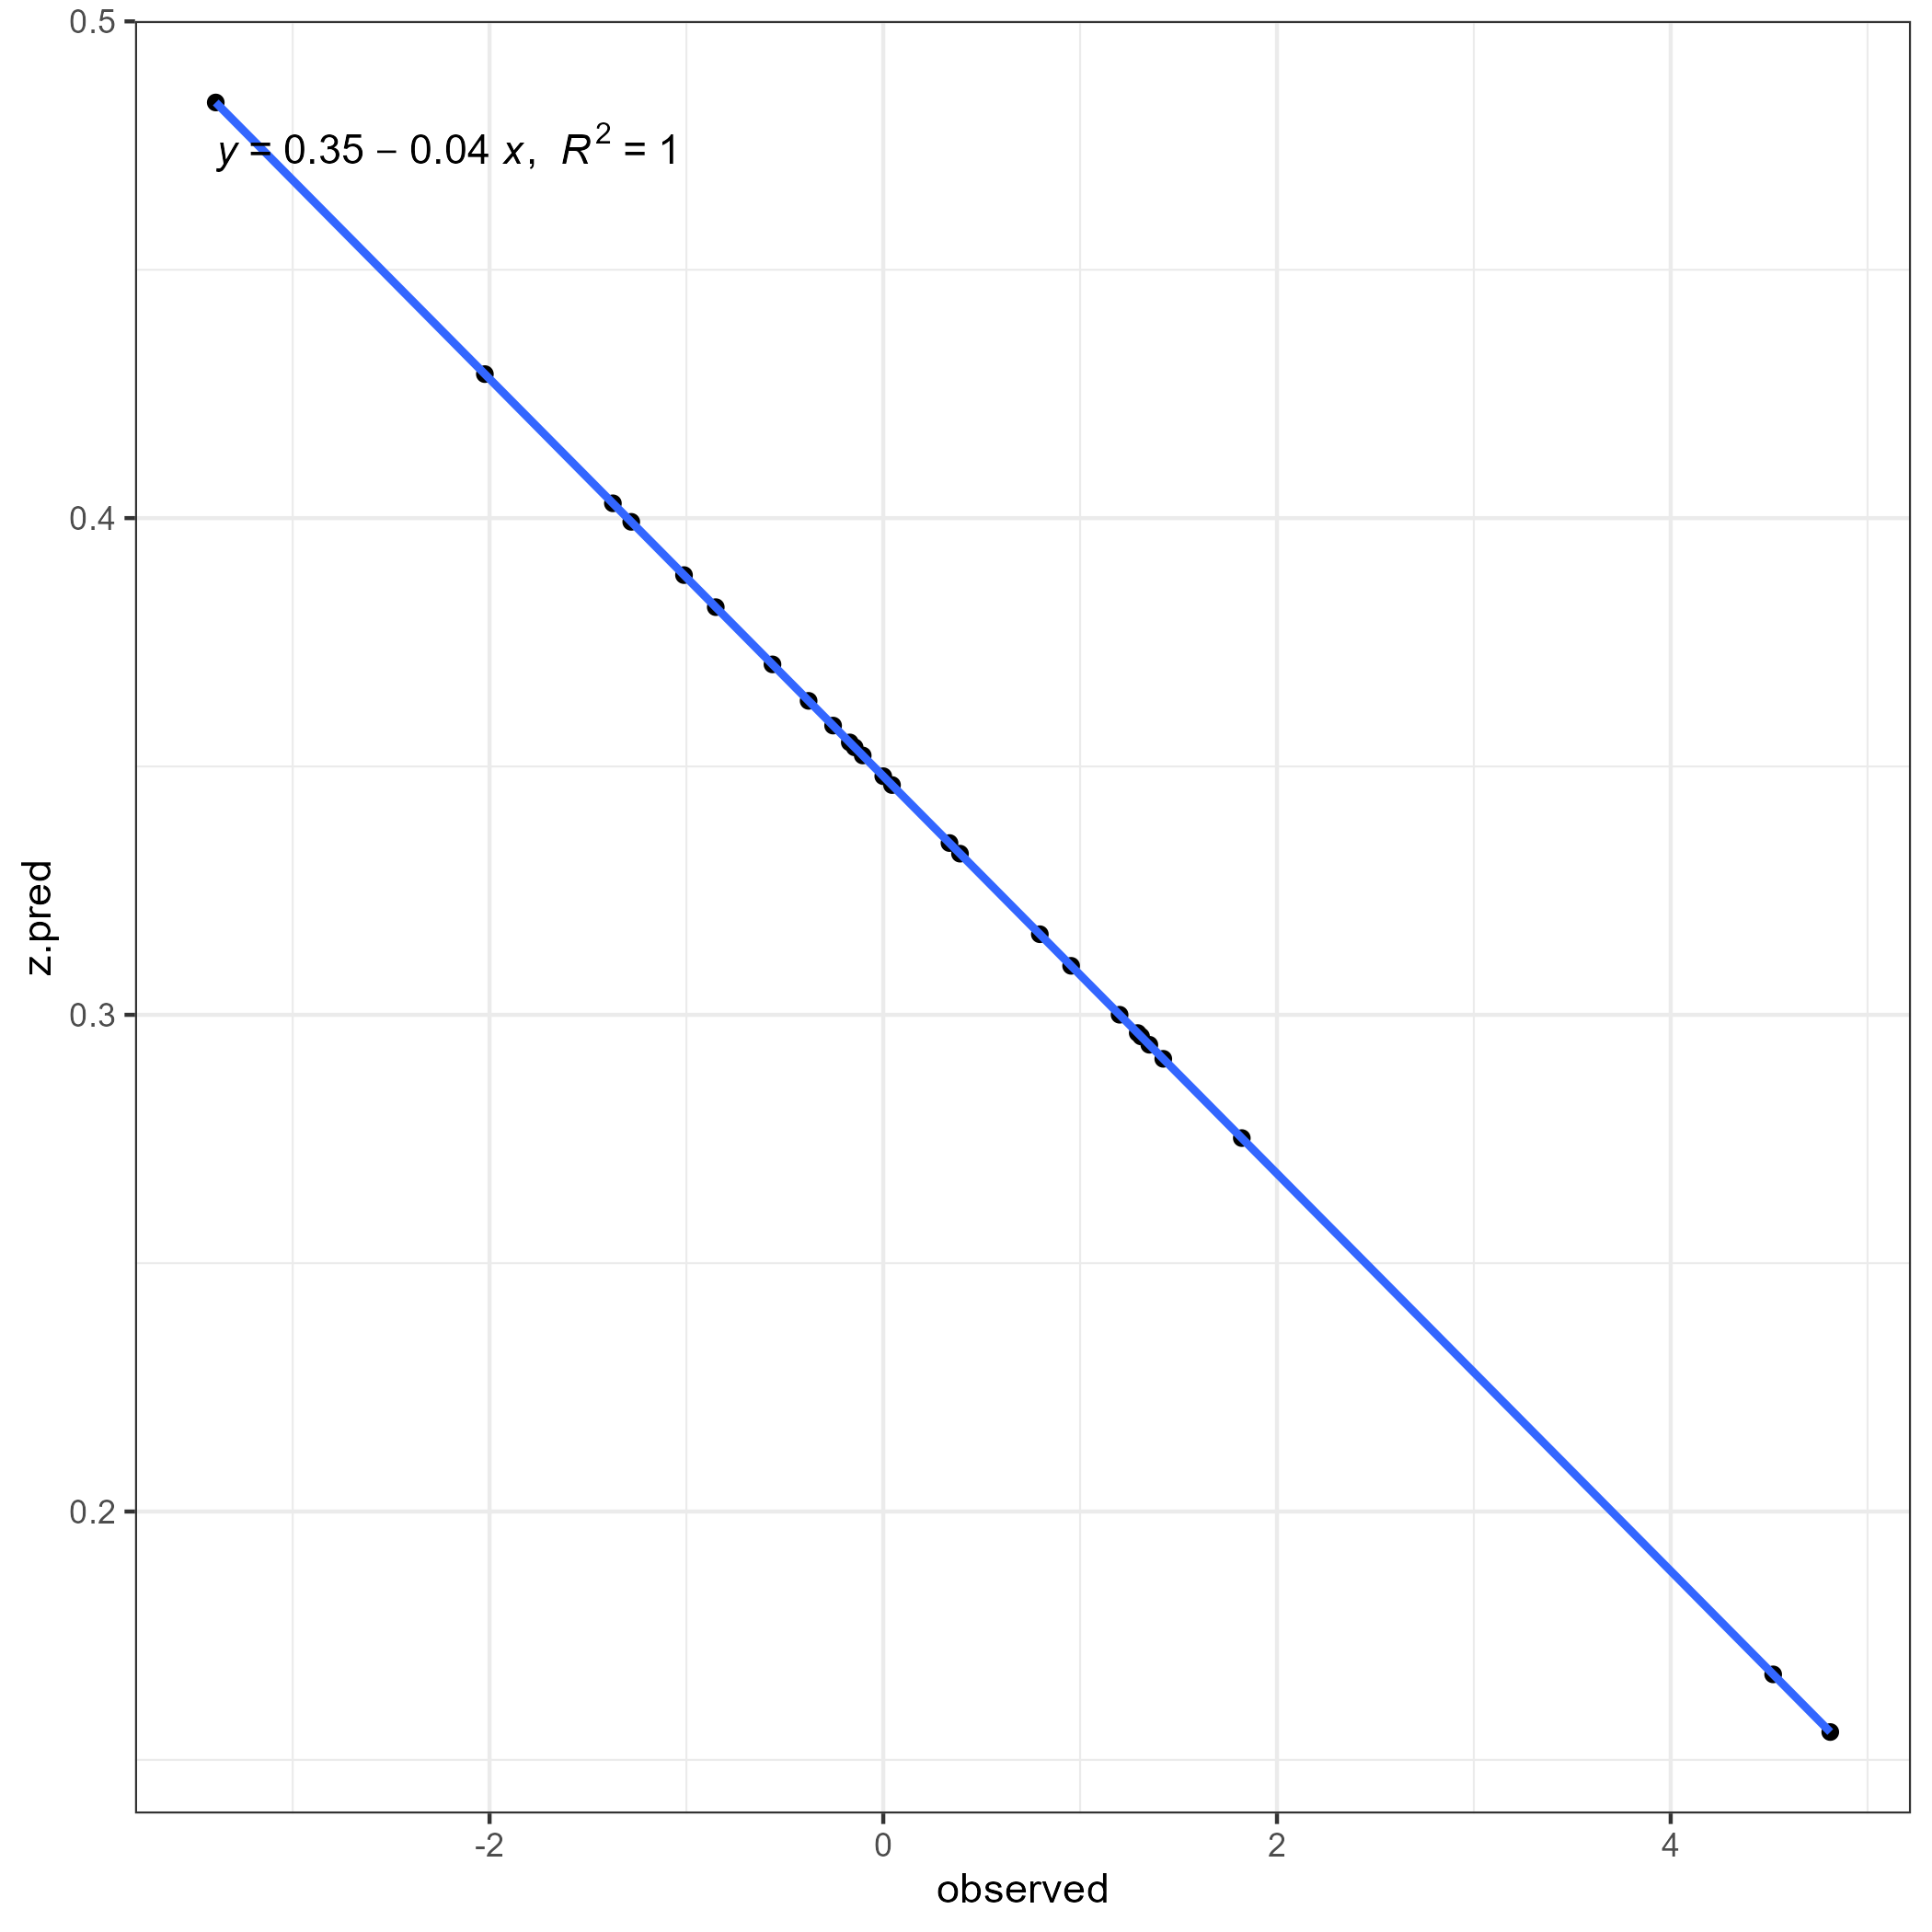 0.5
y = 0.35 − 0.04 x,  R² = 1
0.4
0.3
0.2
z.pred
-2 0 2 4
observed